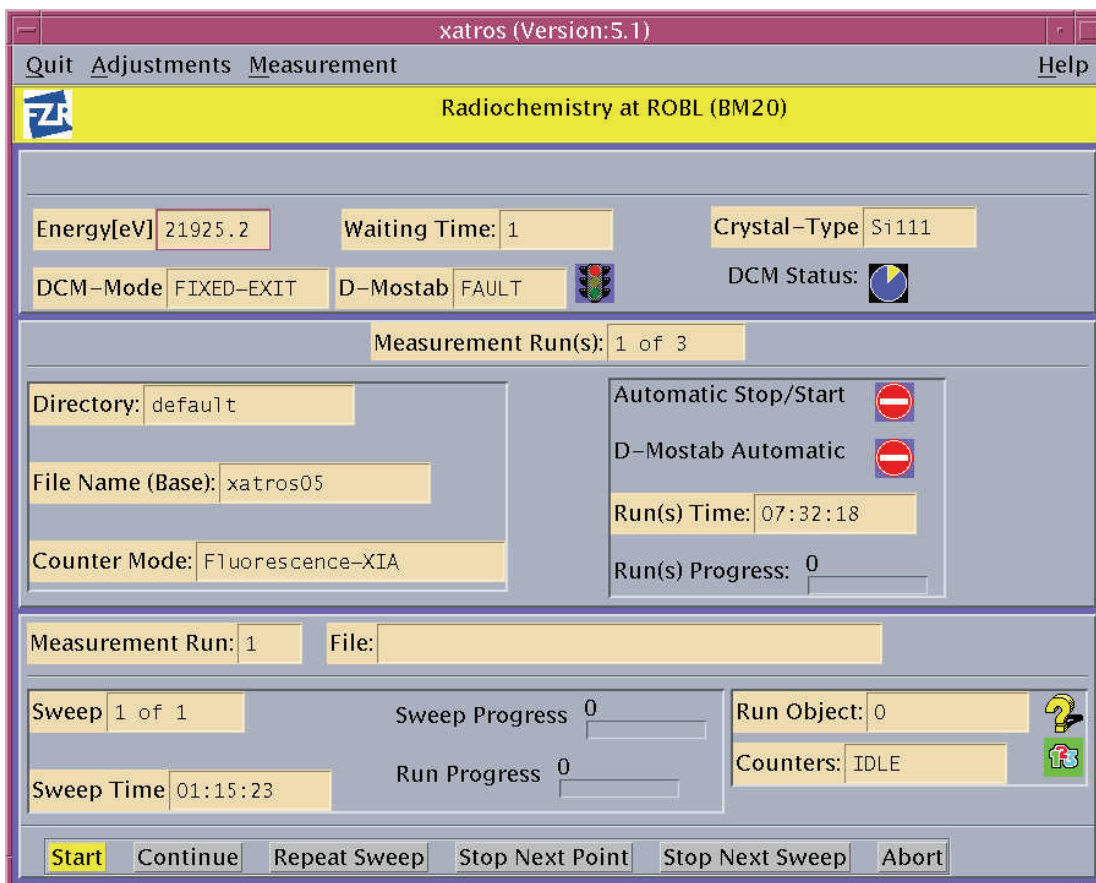 xatros (Version:5.1)
Quit Adjustments Measurement Help
FZR Radiochemistry at ROBL (BM20)
Energy[eV] 21925.2 Waiting Time: 1 Crystal-Type Si111
DCM-Mode FIXED-EXIT D-Mostab FAULT DCM Status:
Measurement Run(s): 1 of 3
Directory: default Automatic Stop/Start
D-Mostab Automatic
File Name (Base): xatros05
Run(s) Time: 07:32:18
Counter Mode: Fluorescence-XIA
Run(s) Progress: 0
Measurement Run: 1 File:
Sweep 1 of 1 Sweep Progress 0 Run Object: 0
Sweep Time 01:15:23 Run Progress 0 Counters: IDLE
Start Continue Repeat Sweep Stop Next Point Stop Next Sweep Abort